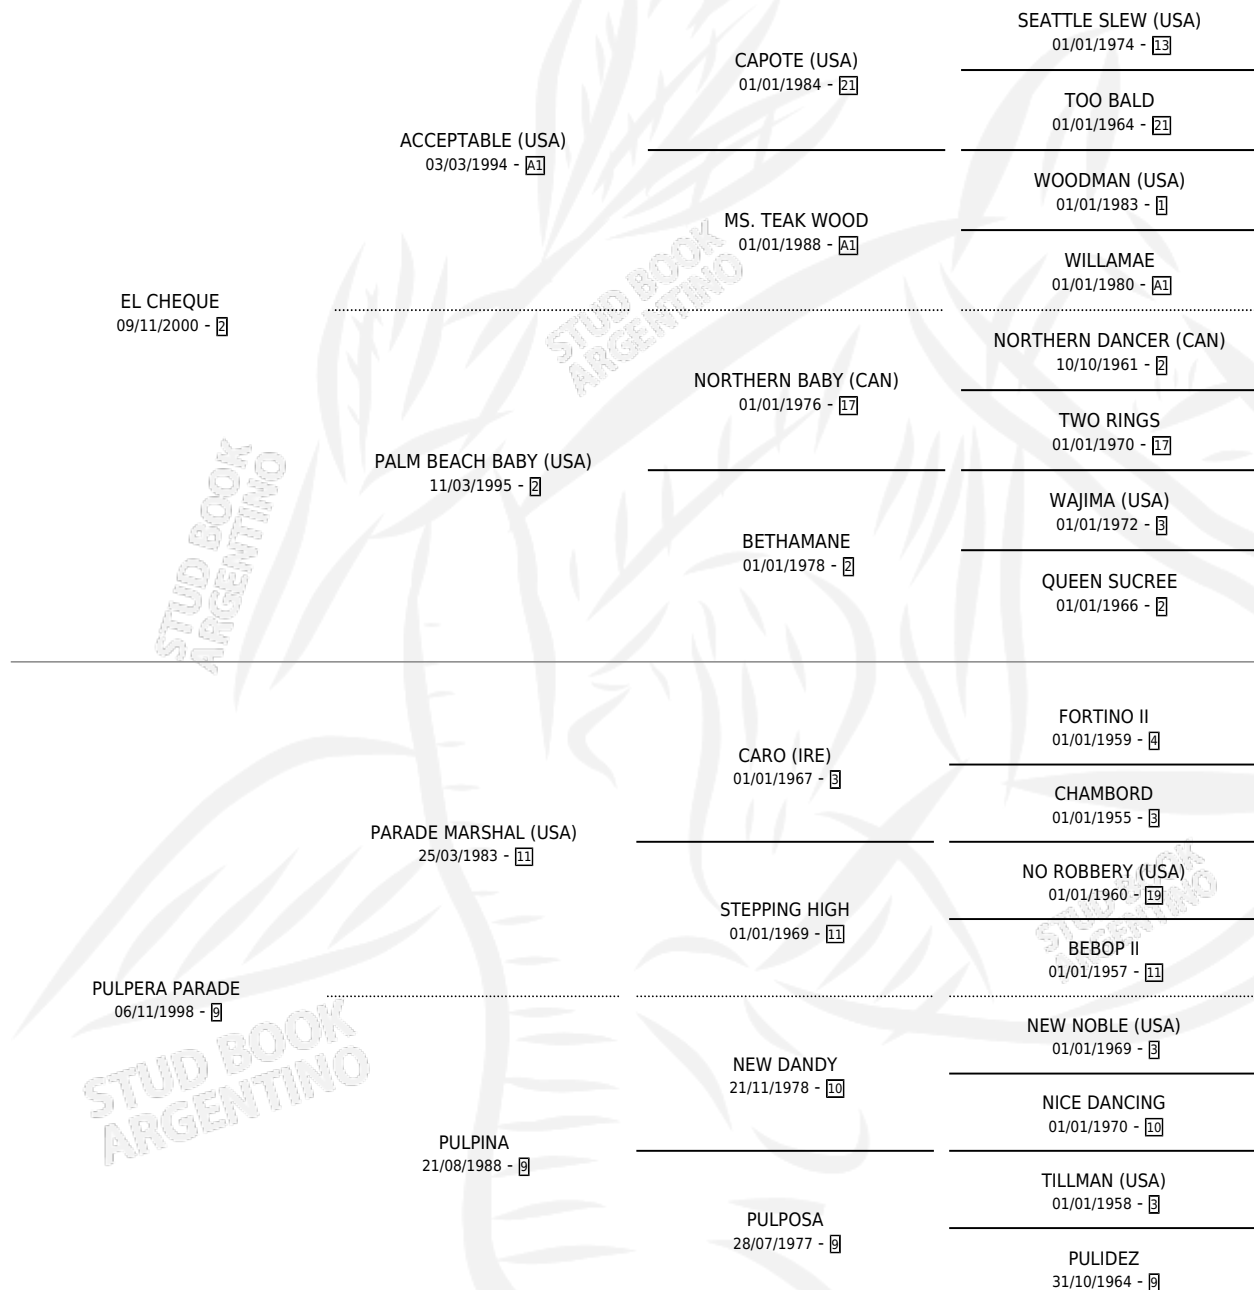 SEATTLE SLEW (USA)
01/01/1974 - 13
CAPOTE (USA)
01/01/1984 - 21
TOO BALD
01/01/1964 - 21
ACCEPTABLE (USA)
03/03/1994 - A1
WOODMAN (USA)
01/01/1983 - 1
MS. TEAK WOOD
01/01/1988 - A1
WILLAMAE
01/01/1980 - A1
EL CHEQUE
09/11/2000 - 2
STUD BOOK
ARGENTINO
NORTHERN DANCER (CAN)
10/10/1961 - 2
NORTHERN BABY (CAN)
01/01/1976 - 17
TWO RINGS
01/01/1970 - 17
PALM BEACH BABY (USA)
11/03/1995 - 2
WAJIMA (USA)
01/01/1972 - 3
BETHAMANE
01/01/1978 - 2
QUEEN SUCREE
01/01/1966 - 2
STUD BOOK
ARGENTINO
FORTINO II
01/01/1959 - 4
CARO (IRE)
01/01/1967 - 3
CHAMBORD
01/01/1955 - 3
PARADE MARSHAL (USA)
25/03/1983 - 11
NO ROBBERY (USA)
01/01/1960 - 19
STUD BOOK
ARGENTINO
STEPPING HIGH
01/01/1969 - 11
BEBOP II
01/01/1957 - 11
PULPERA PARADE
06/11/1998 - 9
STUD BOOK
ARGENTINO
NEW NOBLE (USA)
01/01/1969 - 3
NEW DANDY
21/11/1978 - 10
NICE DANCING
01/01/1970 - 10
PULPINA
21/08/1988 - 9
TILLMAN (USA)
01/01/1958 - 3
PULPOSA
28/07/1977 - 9
PULIDEZ
31/10/1964 - 9